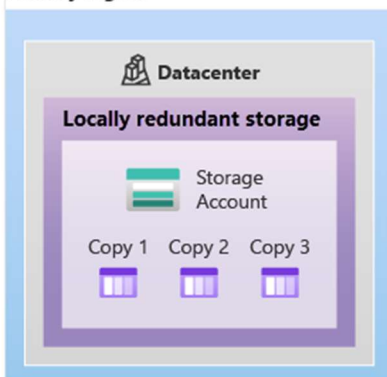 Datacenter
Locally redundant storage
Storage
Account
Copy 1 Copy 2 Copy 3